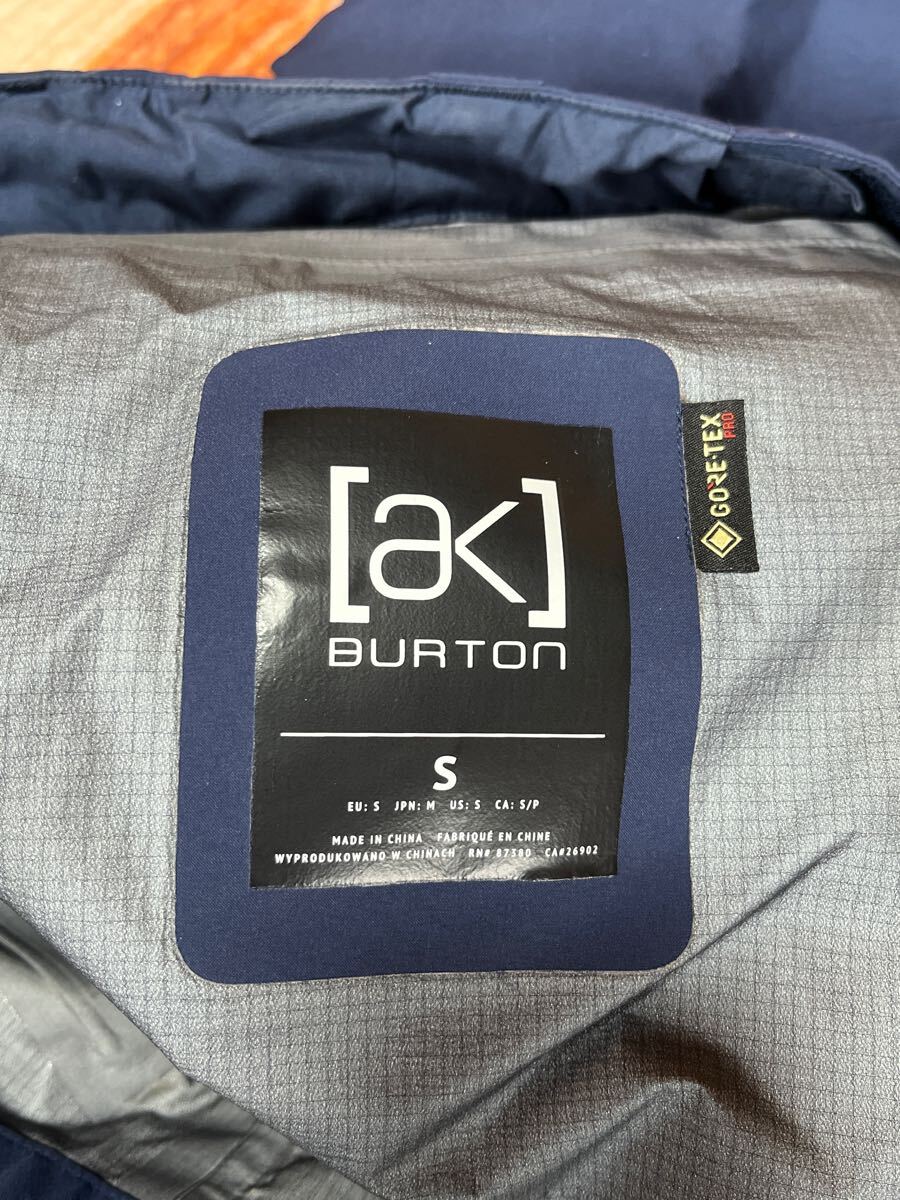 [ak]
BURTON
S
EU: S JPN: M US: S CA: S/P
MADE IN CHINA FABRIQUÉ EN CHINE
WYPRODUKOWANO W CHINACH RN# 87380 CA#26902
GORE-TEX
PRO